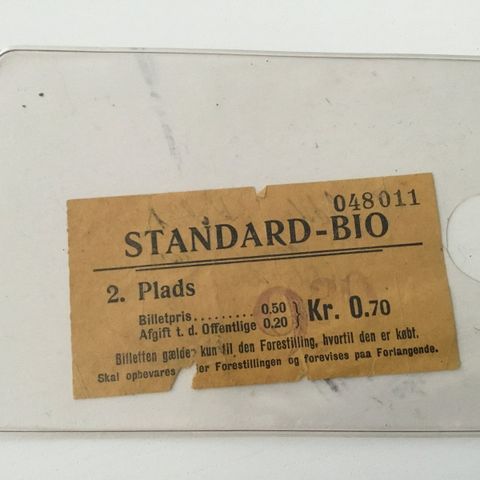 048011
STANDARD-BIO
2. Plads
Billetpris......... 0.50
Afgift t. d. Offentlige 0.20
Kr. 0.70
Billetten gælder kun til den Forestilling, hvortil den er købt.
Skal opbevares er Forestillingen og forevises paa Forlangende.